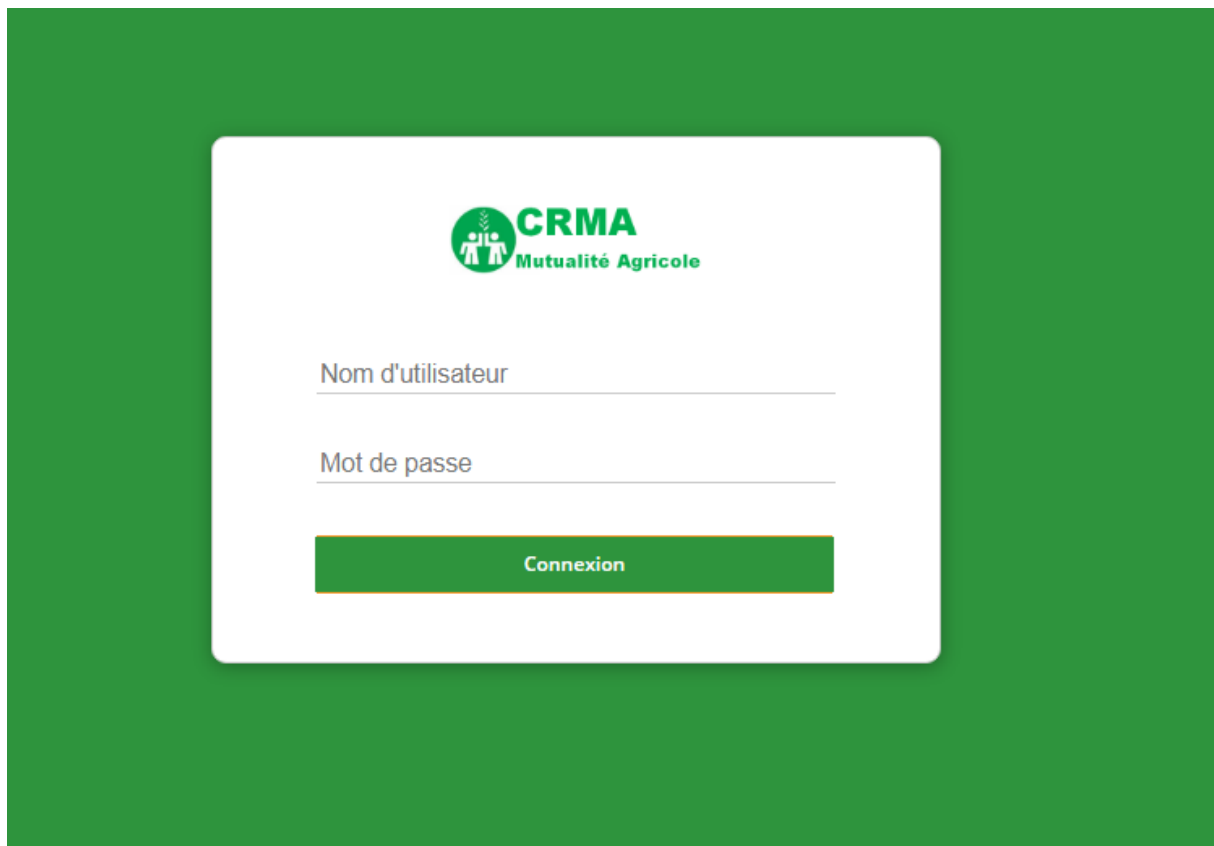 CRMA
Mutualité Agricole
Nom d'utilisateur
Mot de passe
Connexion